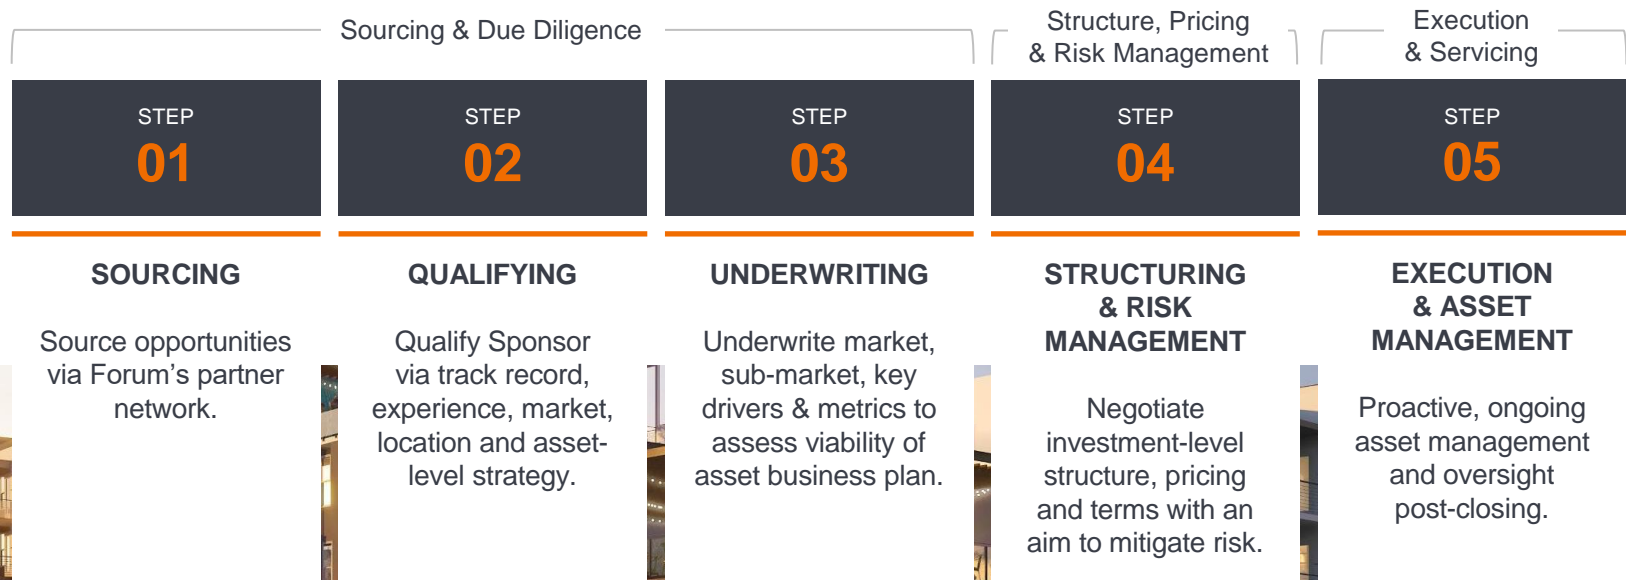 Sourcing & Due Diligence
Structure, Pricing
& Risk Management
Execution
& Servicing
STEP
01
SOURCING
Source opportunities
via Forum's partner
network.
STEP
02
QUALIFYING
Qualify Sponsor
via track record,
experience, market,
location and asset-
level strategy.
STEP
03
UNDERWRITING
Underwrite market,
sub-market, key
drivers & metrics to
assess viability of
asset business plan.
STEP
04
STRUCTURING
& RISK
MANAGEMENT
Negotiate
investment-level
structure, pricing
and terms with an
aim to mitigate risk.
STEP
05
EXECUTION
& ASSET
MANAGEMENT
Proactive, ongoing
asset management
and oversight
post-closing.